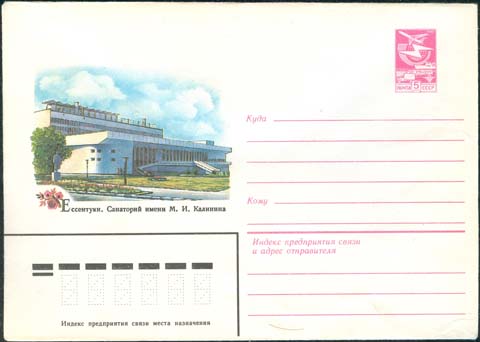 ПОЧТА 5 СССР
Куда
Ессентуки. Санаторий имени М. И. Калинина
Кому
Индекс предприятия связи
и адрес отправителя
Индекс предприятия связи места назначения